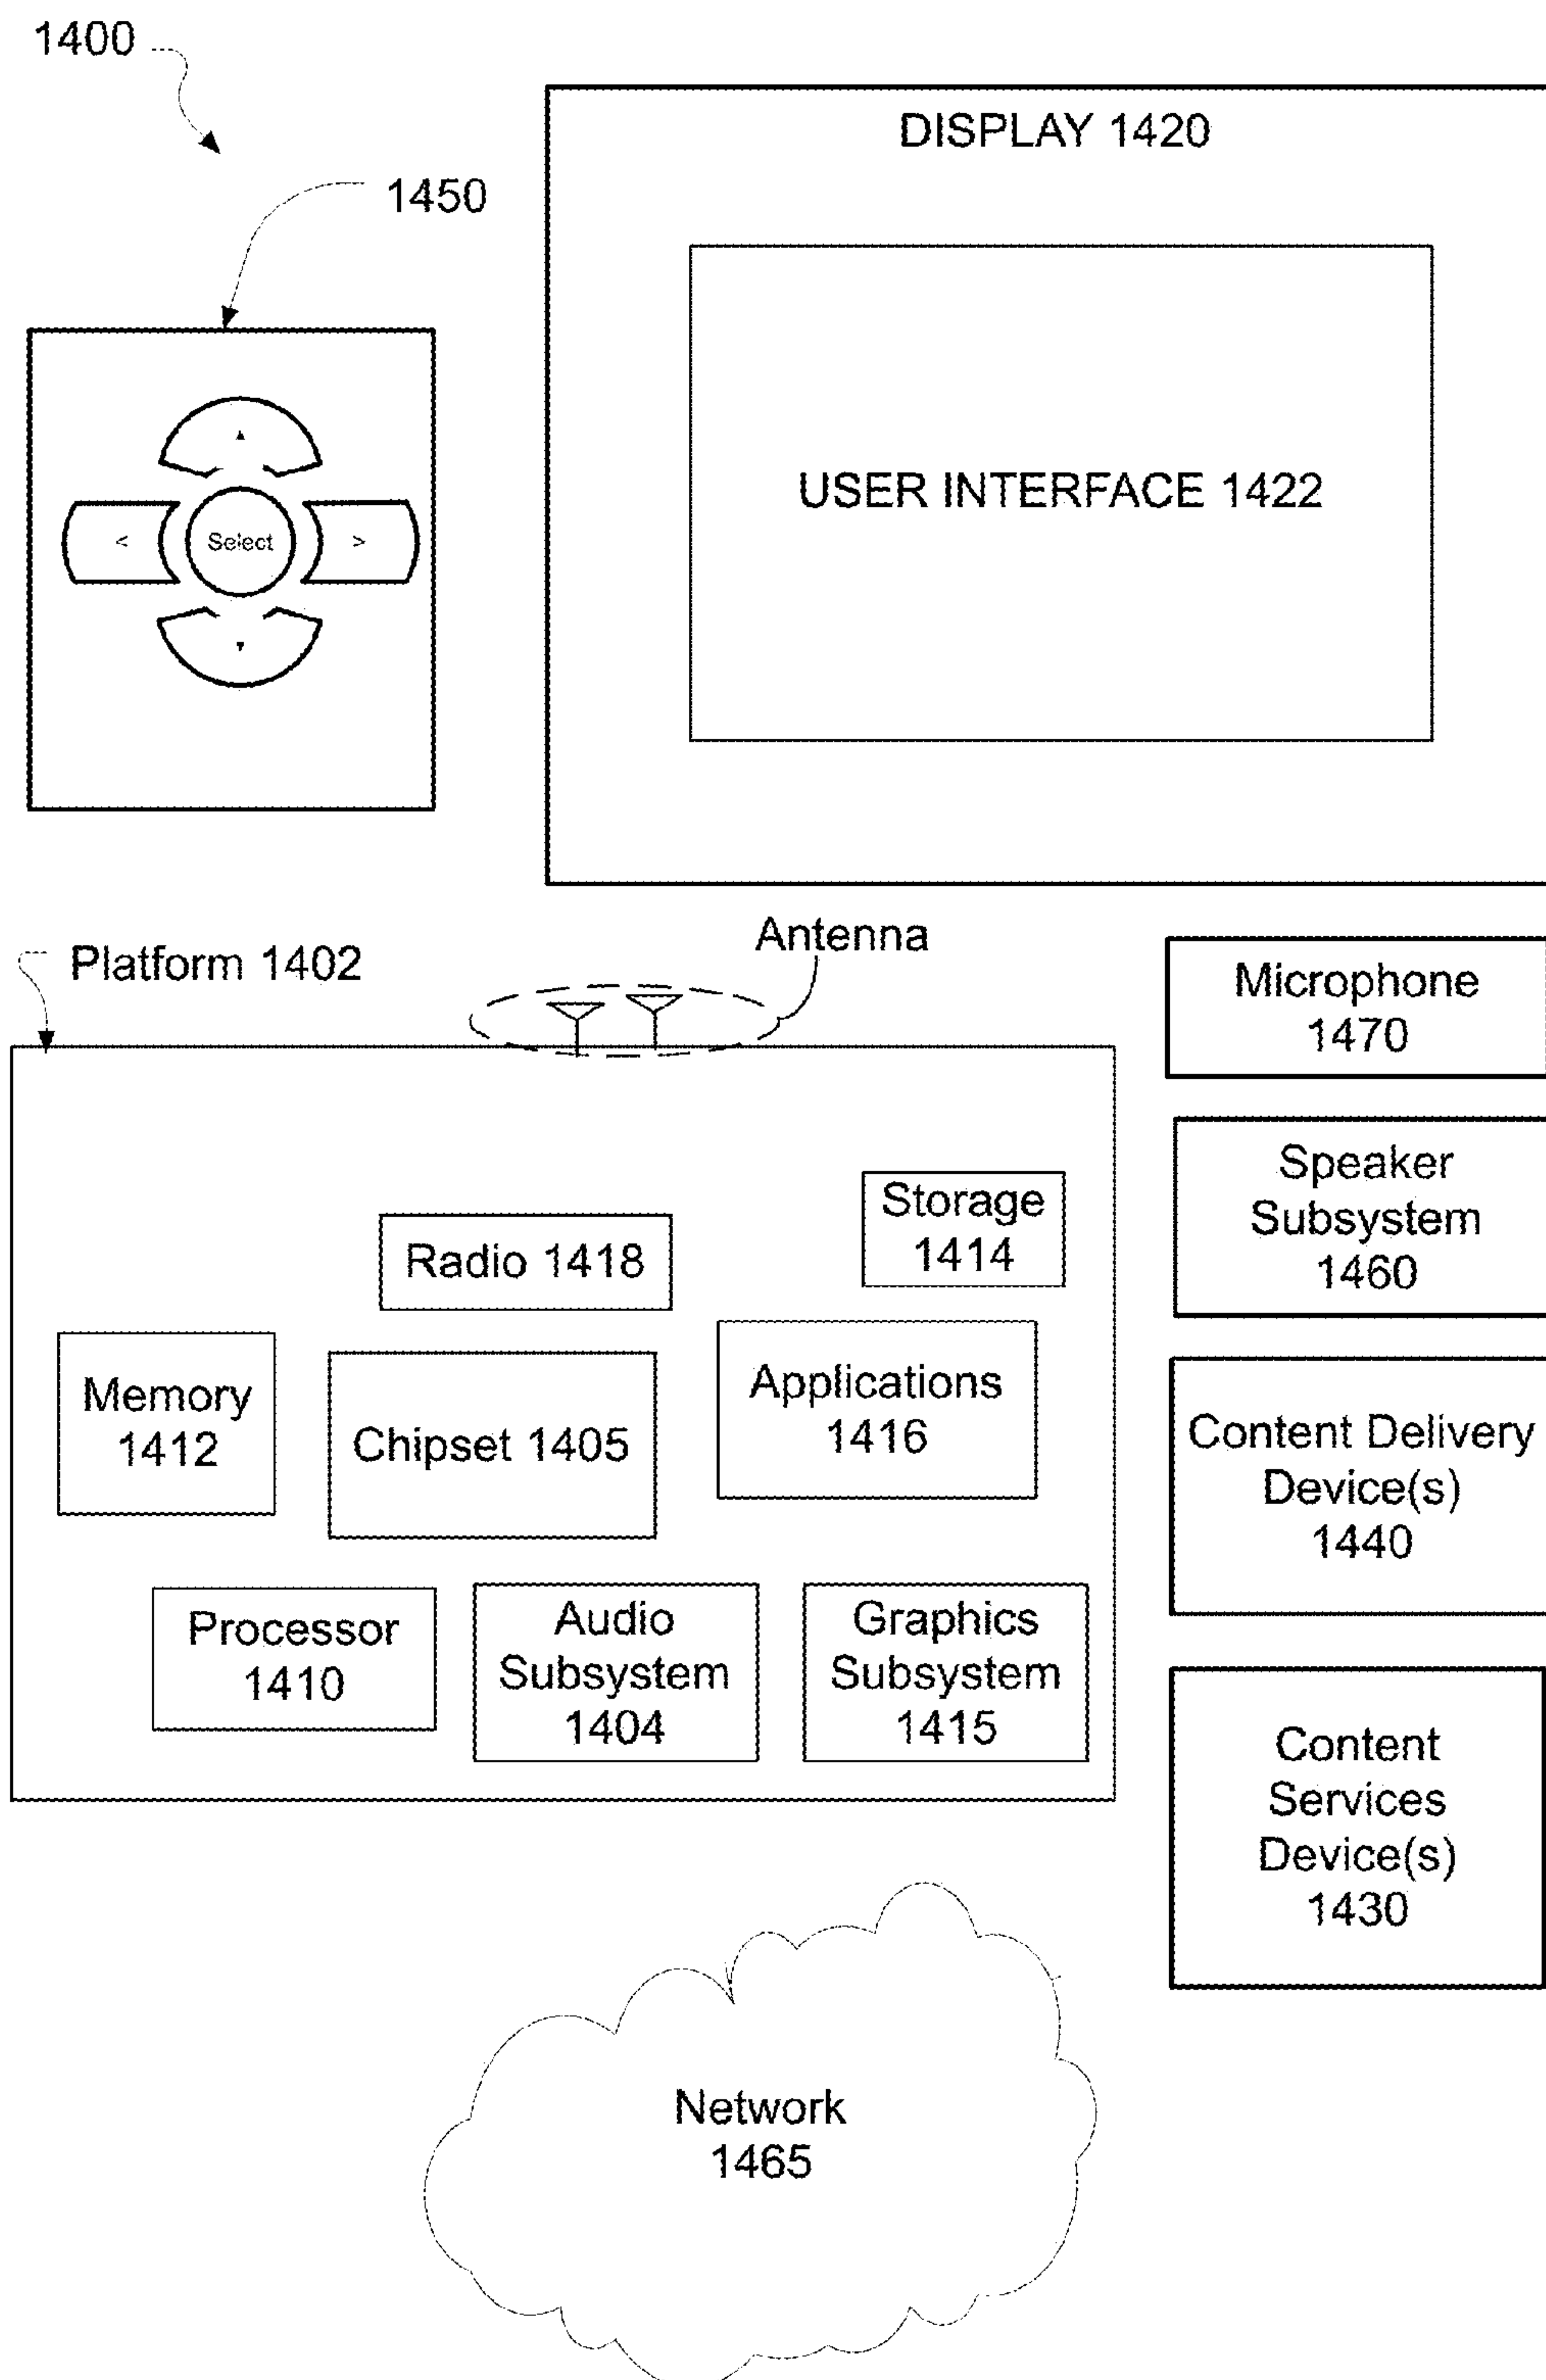 1400
1450
DISPLAY 1420
USER INTERFACE 1422
▲
<
Select
>
▼
Platform 1402
Antenna
Radio 1418
Storage
1414
Memory
1412
Chipset 1405
Applications
1416
Processor
1410
Audio
Subsystem
1404
Graphics
Subsystem
1415
Microphone
1470
Speaker
Subsystem
1460
Content Delivery
Device(s)
1440
Content
Services
Device(s)
1430
Network
1465